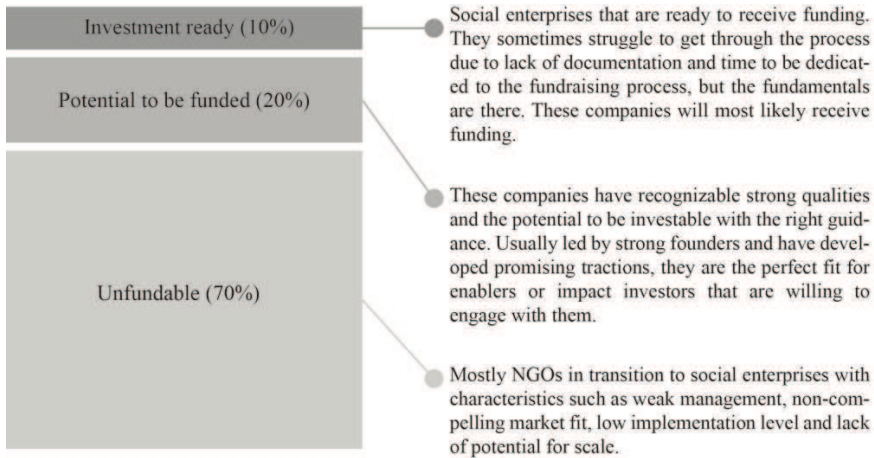 Investment ready (10%)
Social enterprises that are ready to receive funding.
They sometimes struggle to get through the process
due to lack of documentation and time to be dedicat-
ed to the fundraising process, but the fundamentals
are there. These companies will most likely receive
funding.
Potential to be funded (20%)
These companies have recognizable strong qualities
and the potential to be investable with the right guid-
ance. Usually led by strong founders and have devel-
oped promising tractions, they are the perfect fit for
enablers or impact investors that are willing to
engage with them.
Unfundable (70%)
Mostly NGOs in transition to social enterprises with
characteristics such as weak management, non-com-
pelling market fit, low implementation level and lack
of potential for scale.